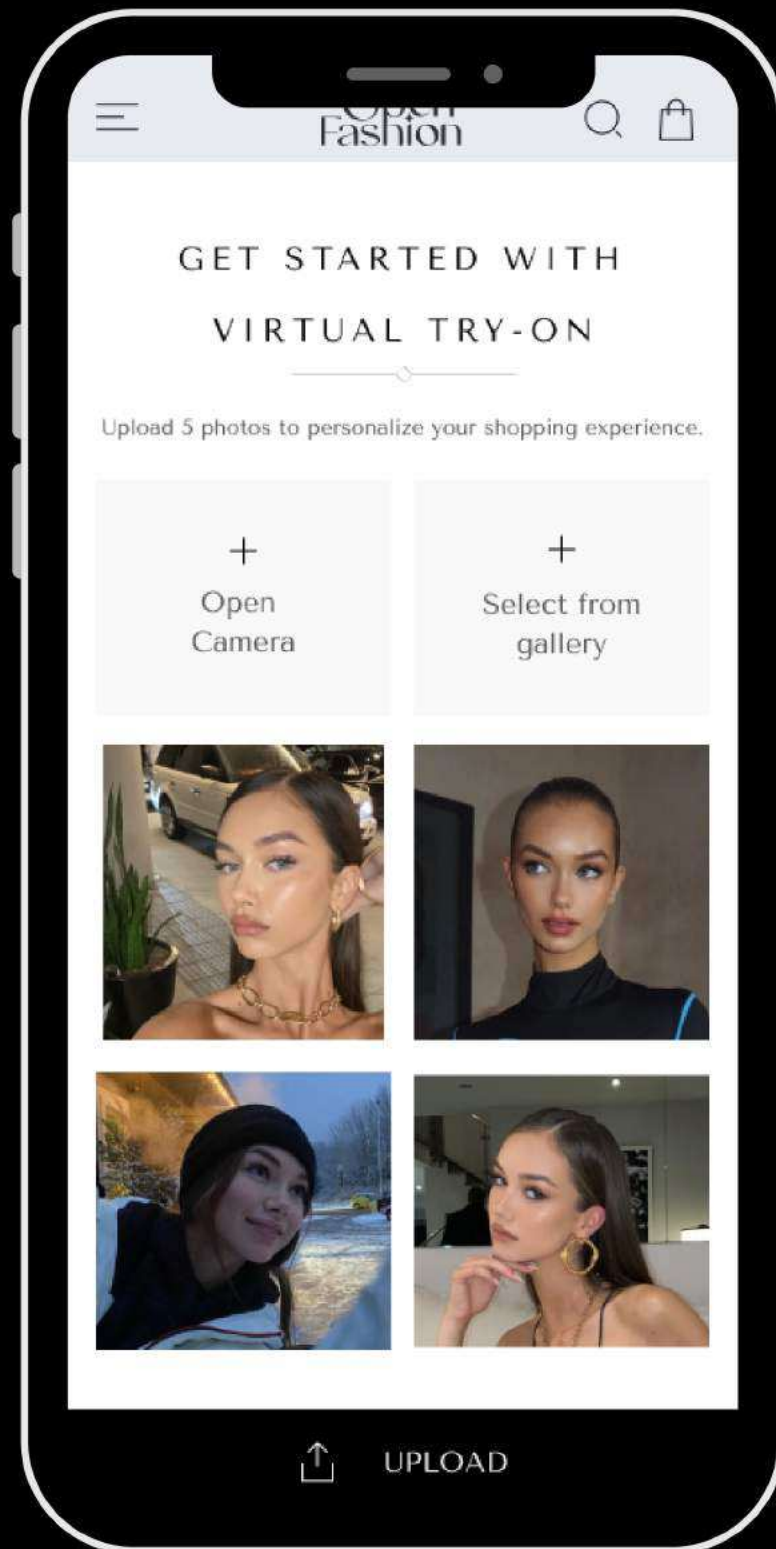 Open
Fashion
GET STARTED WITH
VIRTUAL TRY-ON
Upload 5 photos to personalize your shopping experience.
Open
Camera
Select from
gallery
UPLOAD